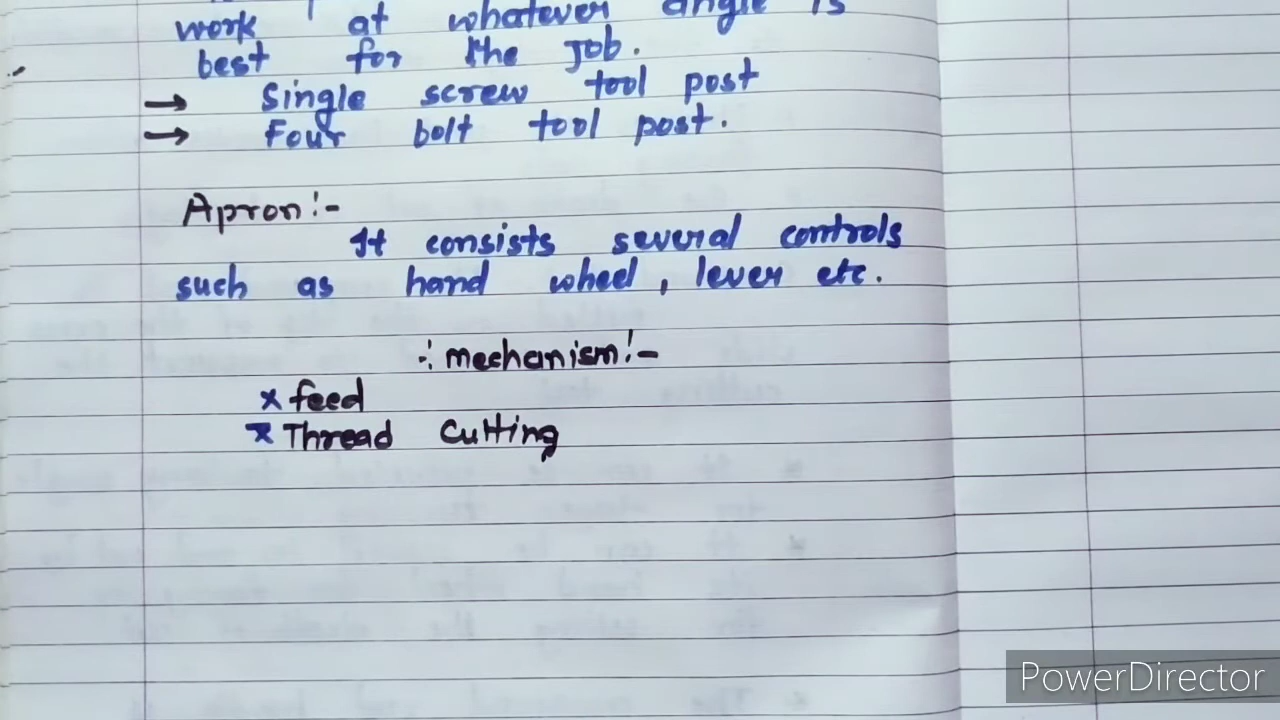 work at whatever angle is
best for the Job.
→ Single screw tool post
→ Four bolt tool post.
Apron:-
It consists several controls
such as hand wheel, lever etc.
∹ mechanism:-
x feed
x Thread Cutting
PowerDirector